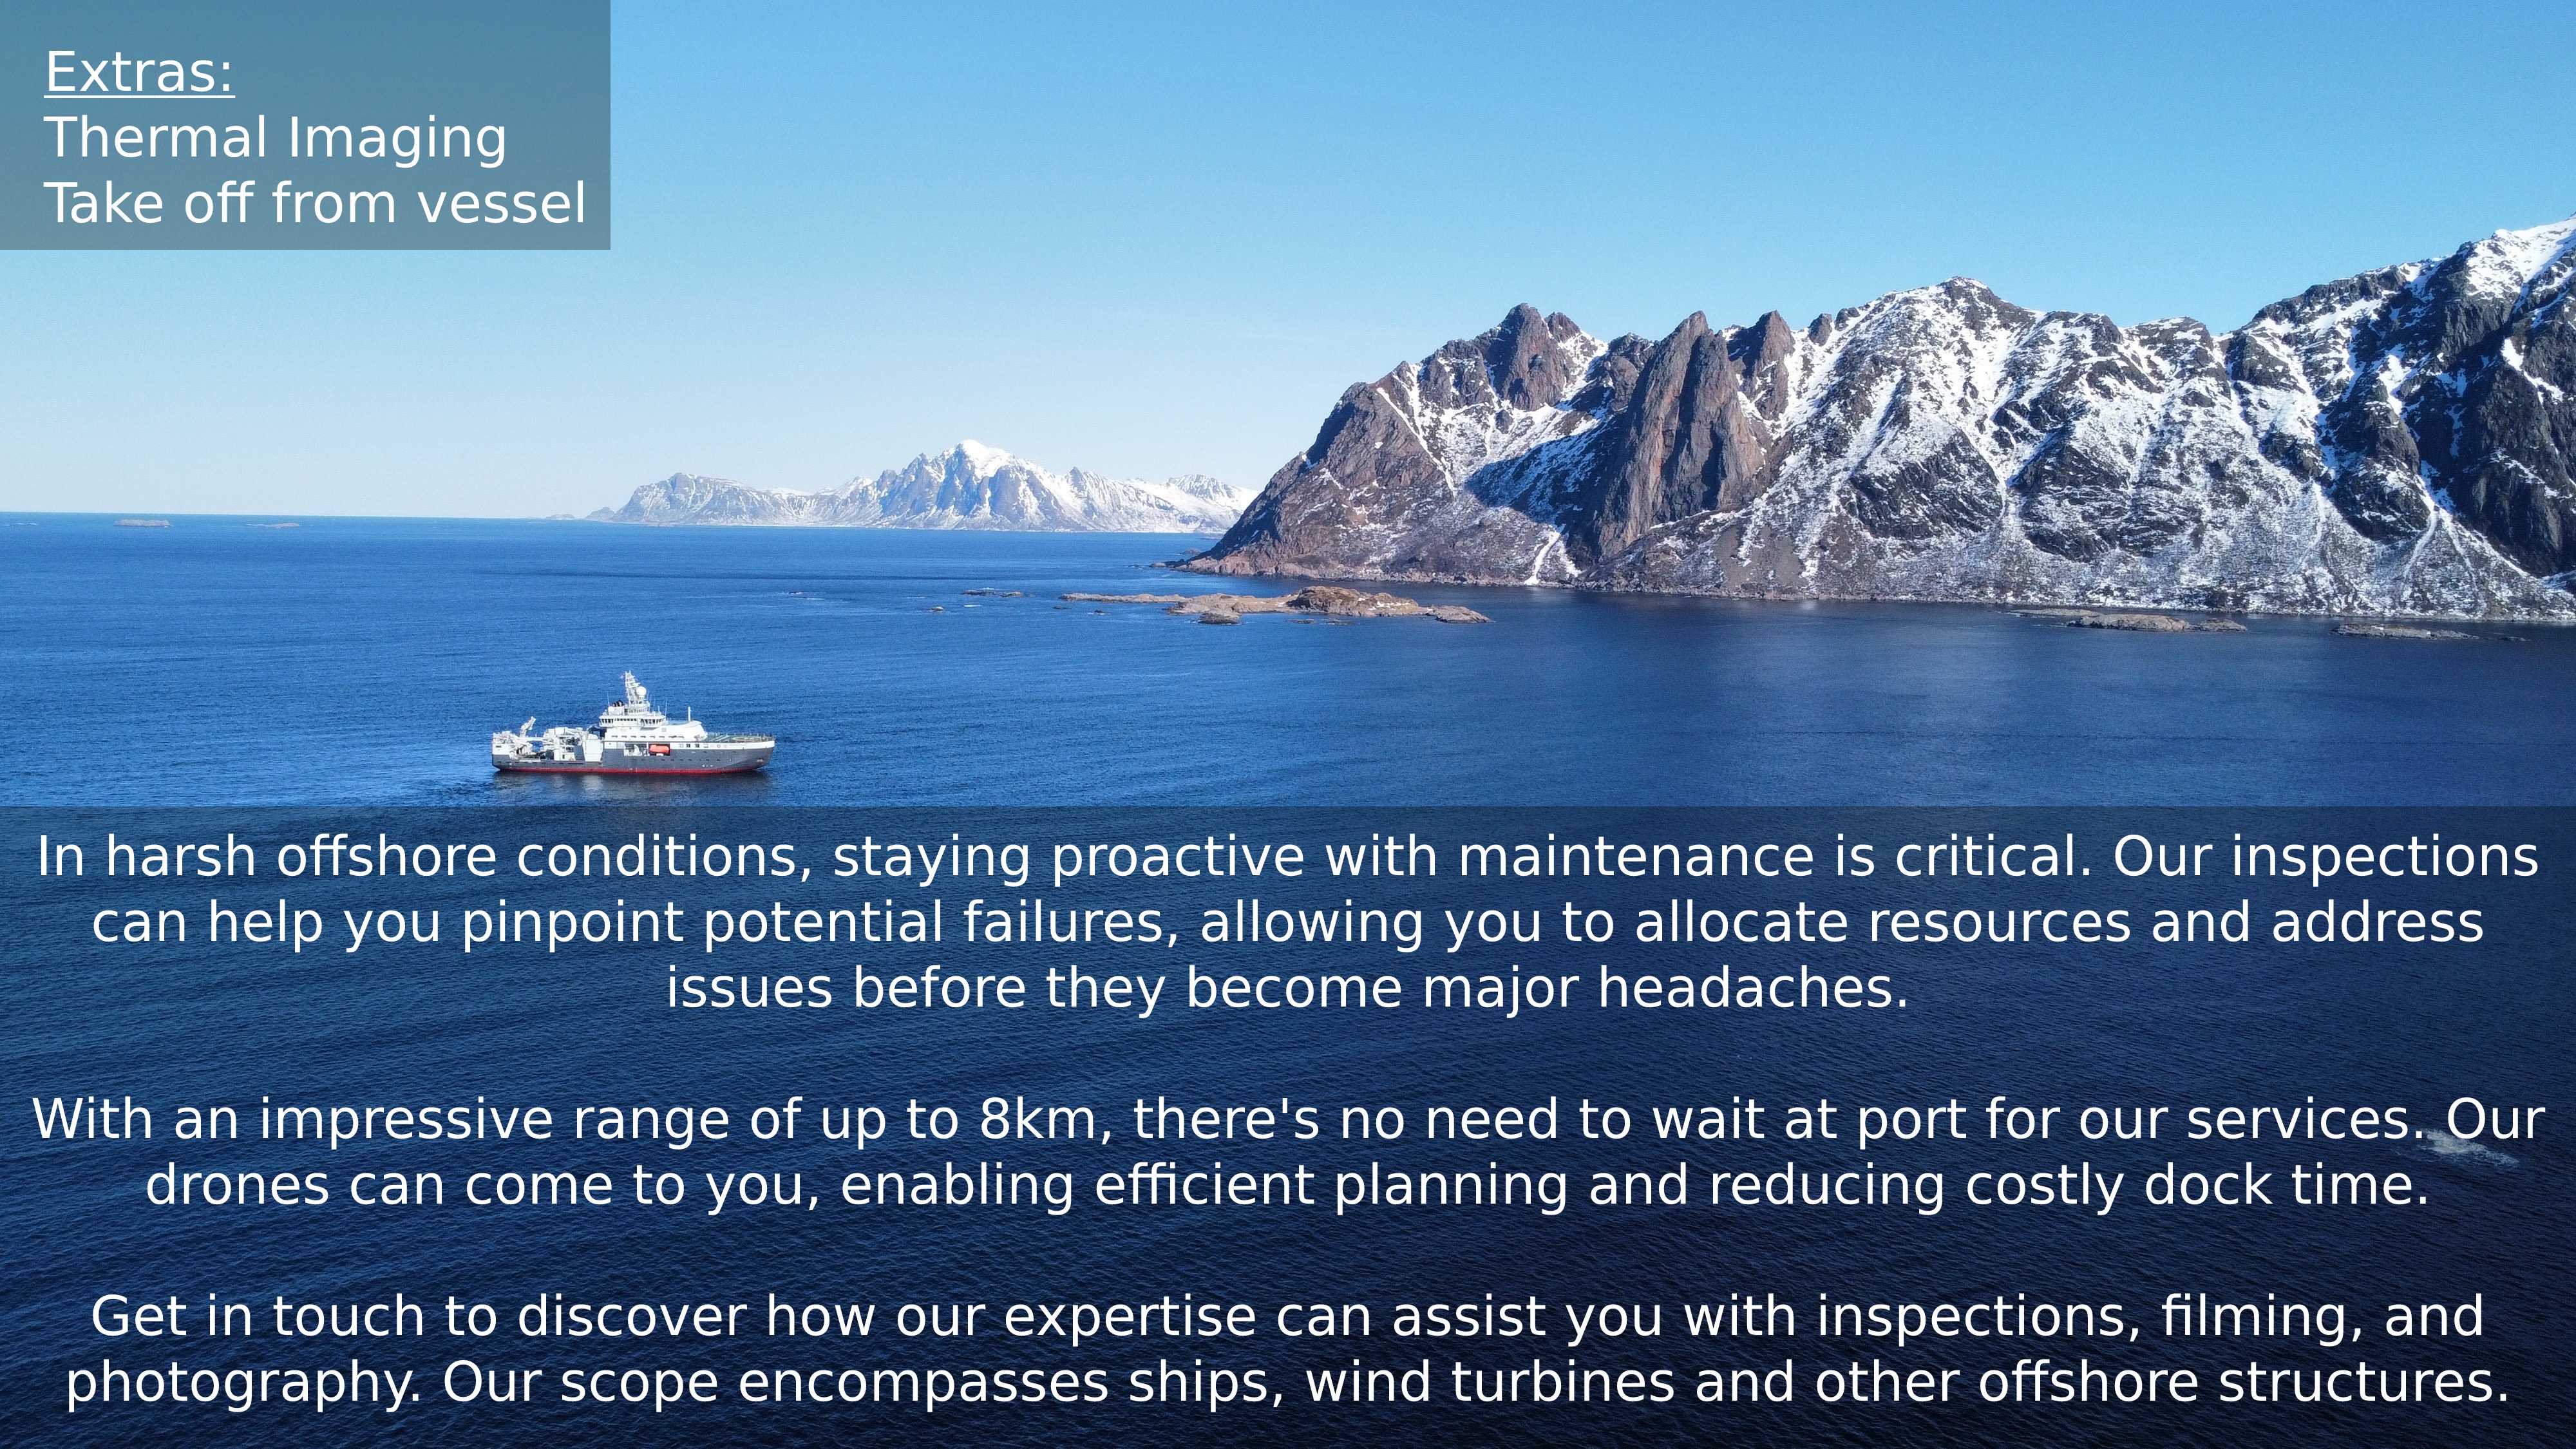 Extras:
Thermal Imaging
Take off from vessel
In harsh offshore conditions, staying proactive with maintenance is critical. Our inspections
can help you pinpoint potential failures, allowing you to allocate resources and address
issues before they become major headaches.
With an impressive range of up to 8km, there's no need to wait at port for our services. Our
drones can come to you, enabling efficient planning and reducing costly dock time.
Get in touch to discover how our expertise can assist you with inspections, filming, and
photography. Our scope encompasses ships, wind turbines and other offshore structures.